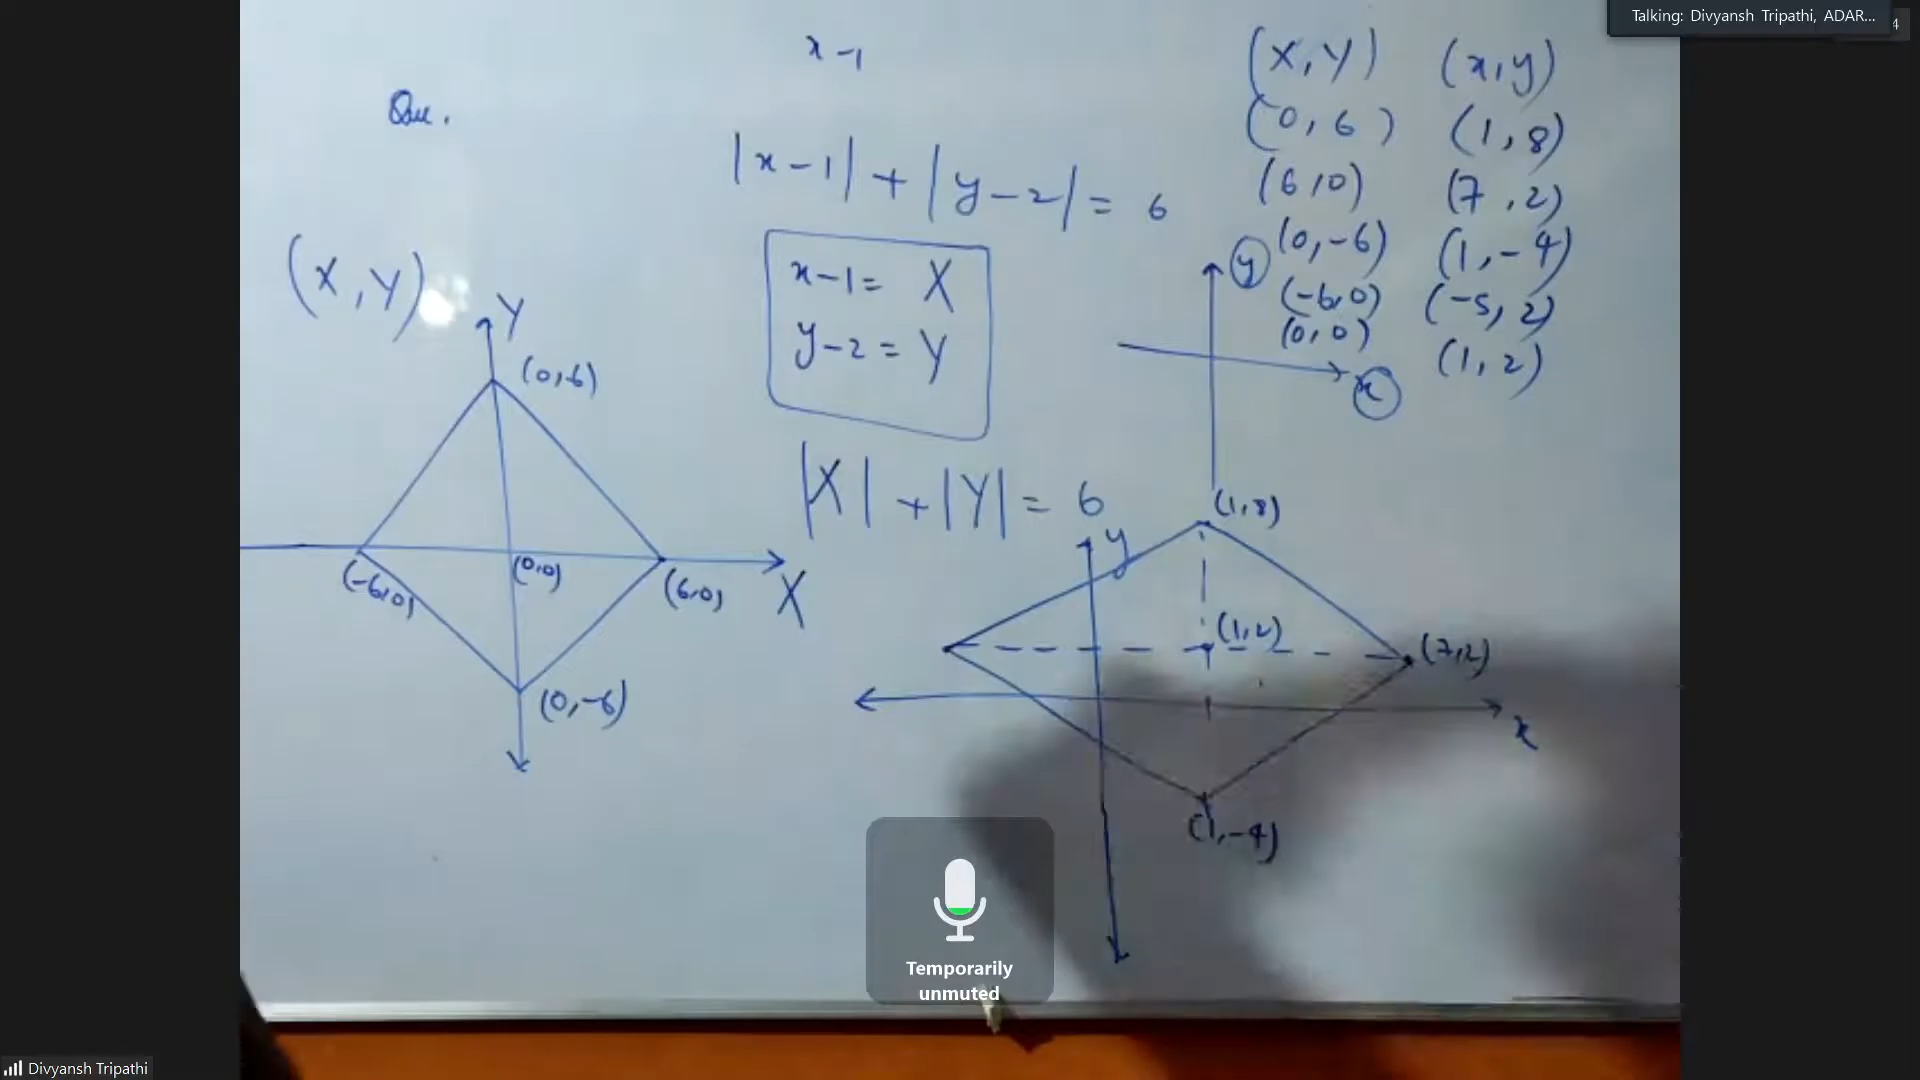 Talking: Divyansh Tripathi, ADAR...
4
x-1
Que.
|x-1| + |y-2| = 6
x-1 = X
y-2 = Y
|X| + |Y| = 6
(X,Y)
Y
(0,6)
(-6,0)
(0,0)
(6,0)
X
(0,-6)
(X,Y) (x,y)
(0,6) (1,8)
(6,0) (7,2)
(0,-6) (1,-4)
(-6,0) (-5,2)
(0,0) (1,2)
y
x
(1,8)
y
(1,2)
(7,2)
x
(1,-4)
Temporarily
unmuted
Divyansh Tripathi